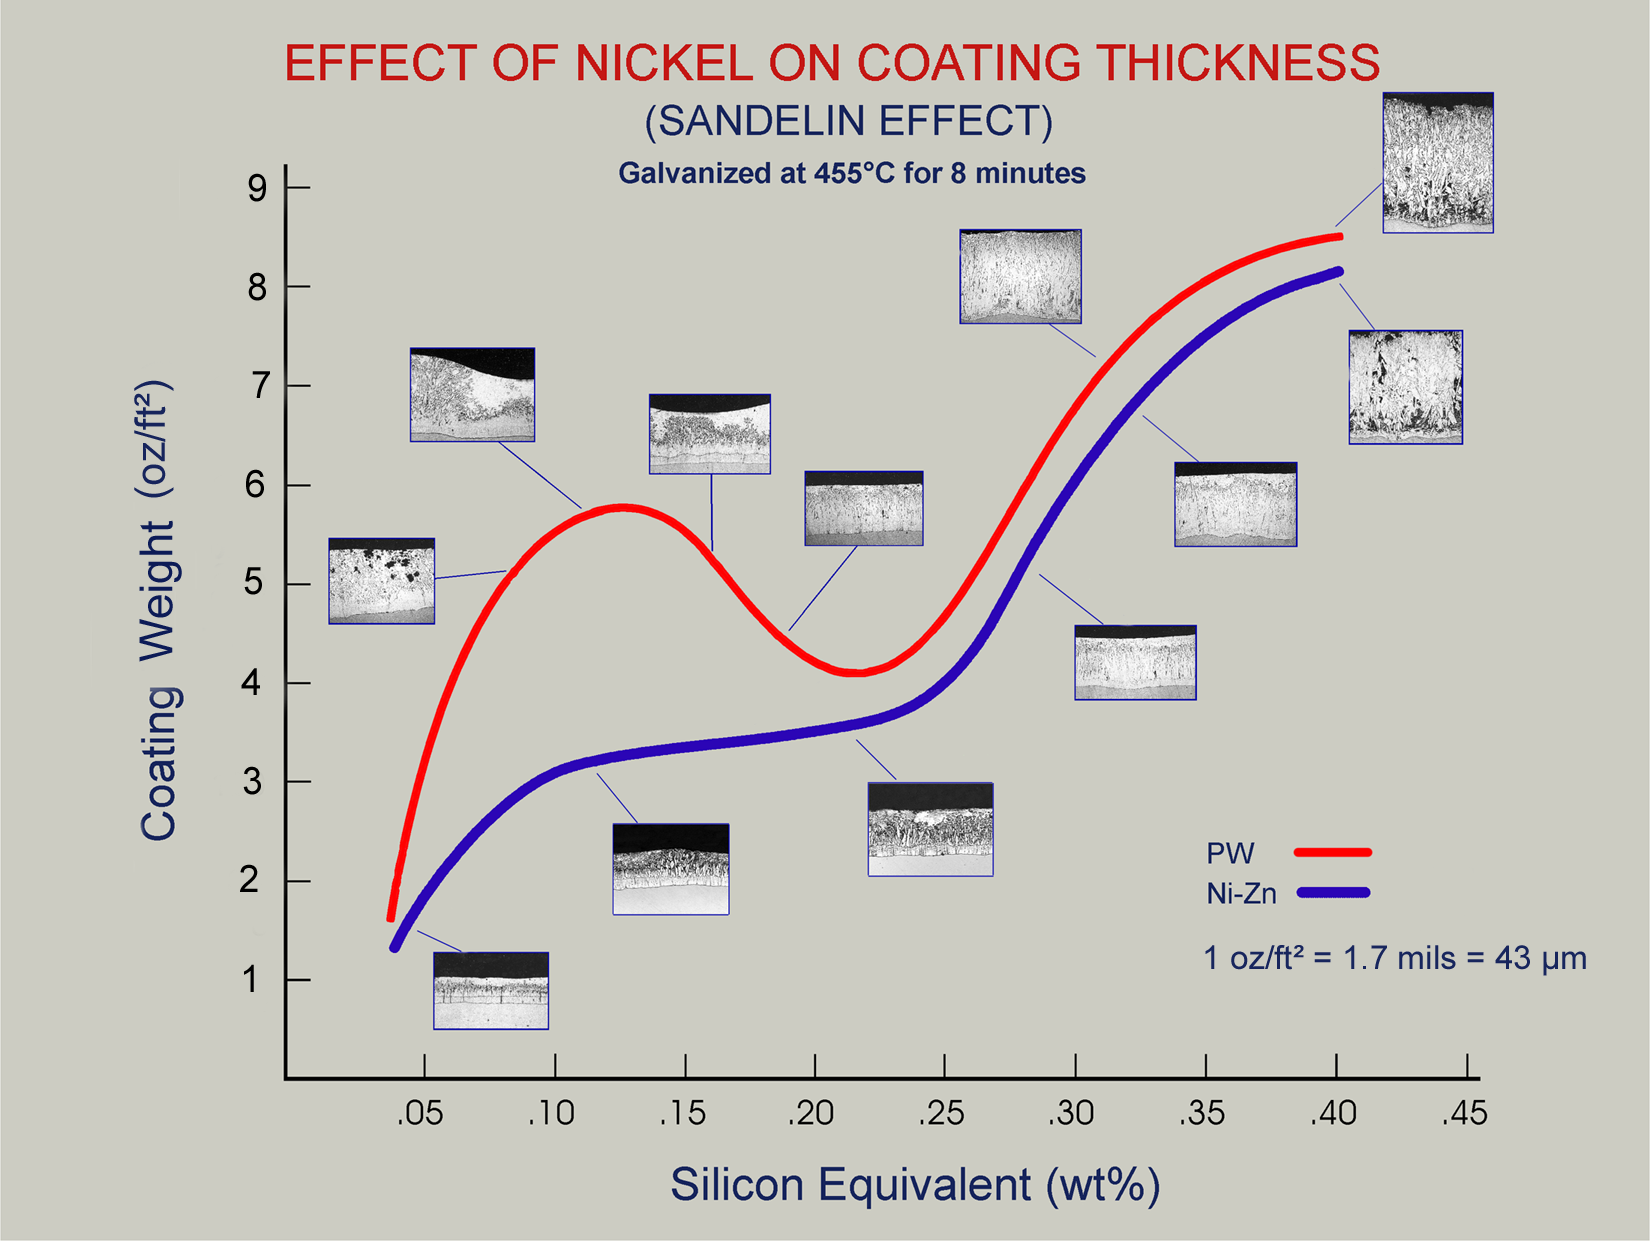 EFFECT OF NICKEL ON COATING THICKNESS
(SANDELIN EFFECT)
Galvanized at 455°C for 8 minutes
Coating Weight (oz/ft²)
9
8
7
6
5
4
3
2
1
PW
Ni-Zn
1 oz/ft² = 1.7 mils = 43 µm
.05 .10 .15 .20 .25 .30 .35 .40 .45
Silicon Equivalent (wt%)